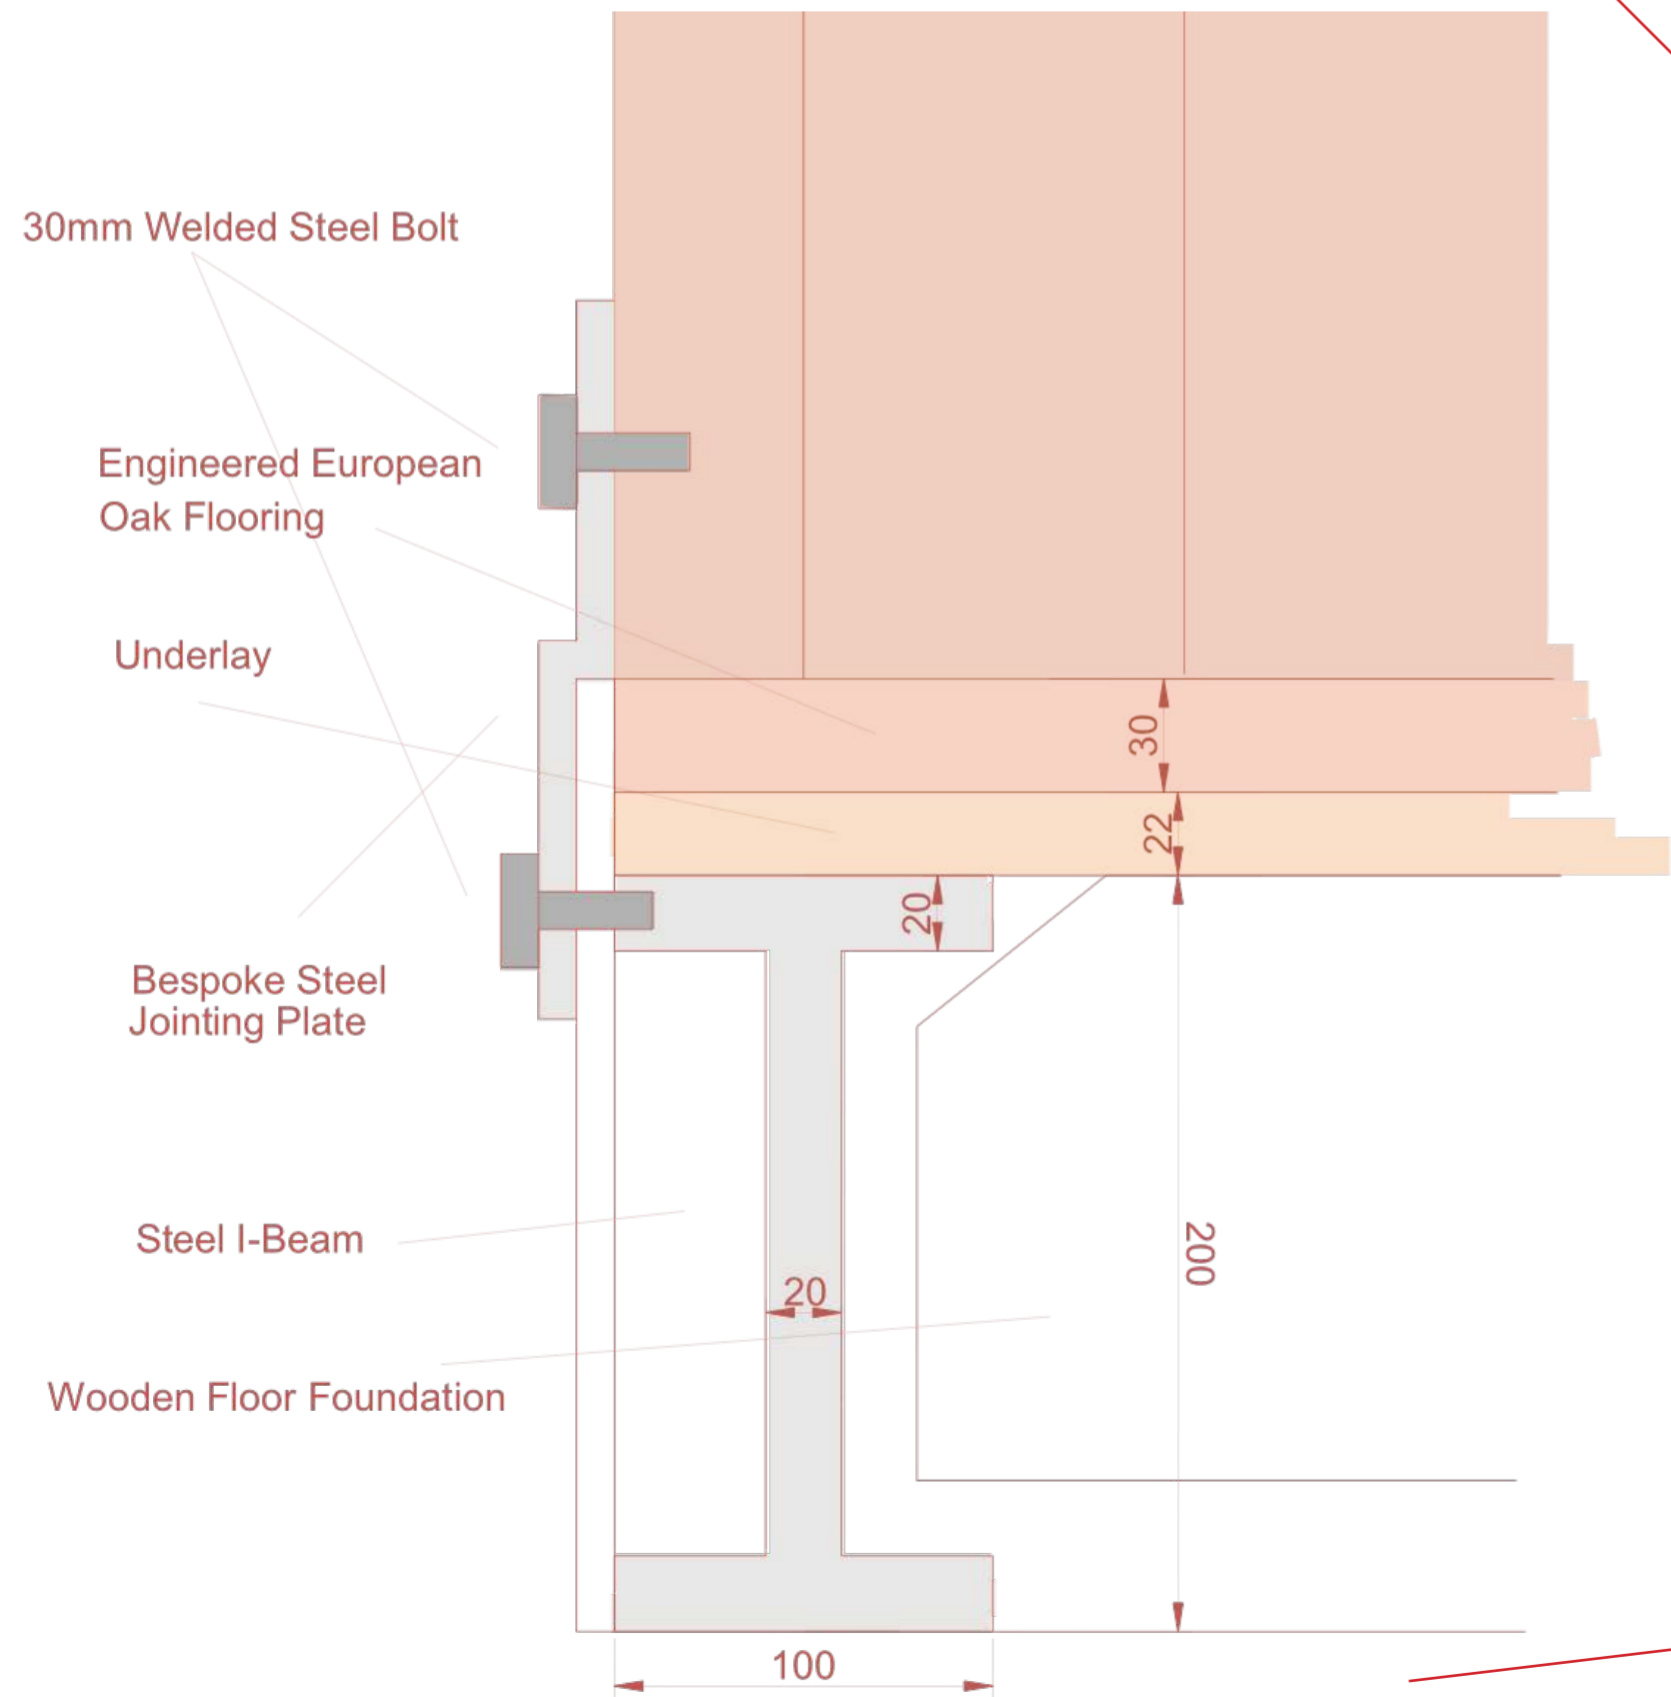 30mm Welded Steel Bolt
Engineered European
Oak Flooring
Underlay
30
22
20
Bespoke Steel
Jointing Plate
Steel I-Beam
200
20
Wooden Floor Foundation
100